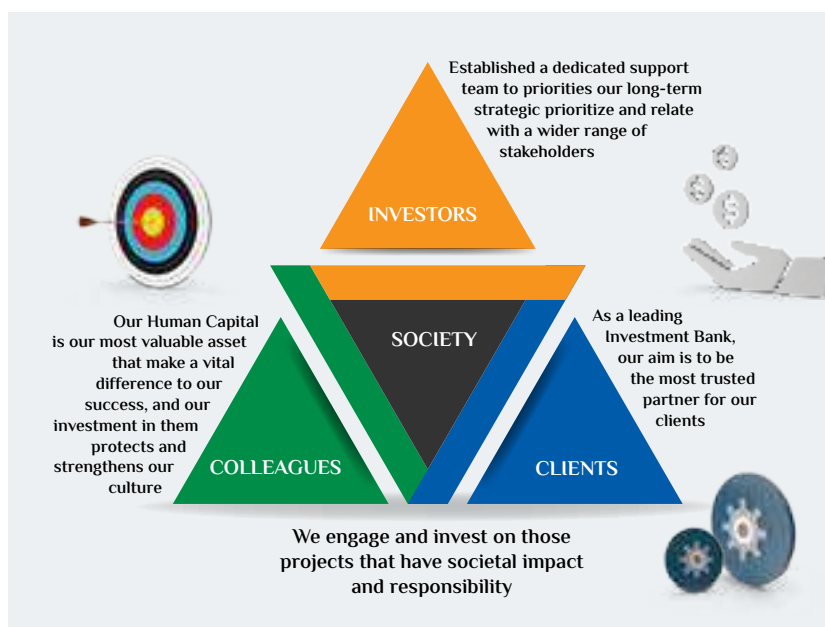 Established a dedicated support
team to priorities our long-term
strategic prioritize and relate
with a wider range of
stakeholders
INVESTORS
SOCIETY
Our Human Capital
is our most valuable asset
that make a vital
difference to our
success, and our
investment in them
protects and
strengthens our
culture
COLLEAGUES
As a leading
Investment Bank,
our aim is to be
the most trusted
partner for our
clients
CLIENTS
We engage and invest on those
projects that have societal impact
and responsibility